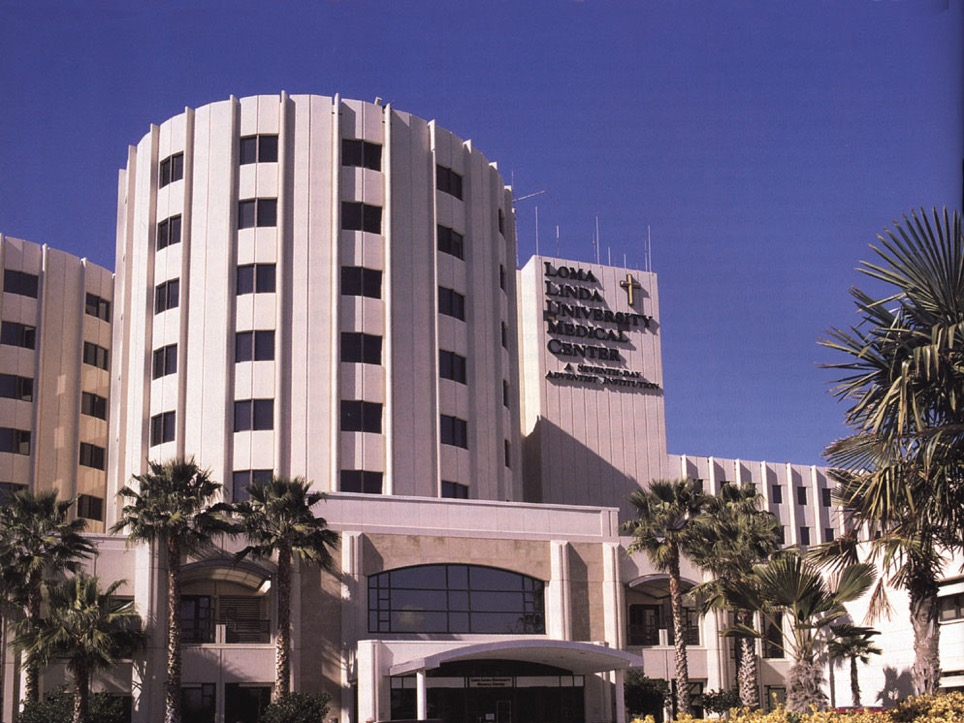 LOMA
LINDA
UNIVERSITY
MEDICAL
CENTER
A SEVENTH-DAY
ADVENTIST INSTITUTION